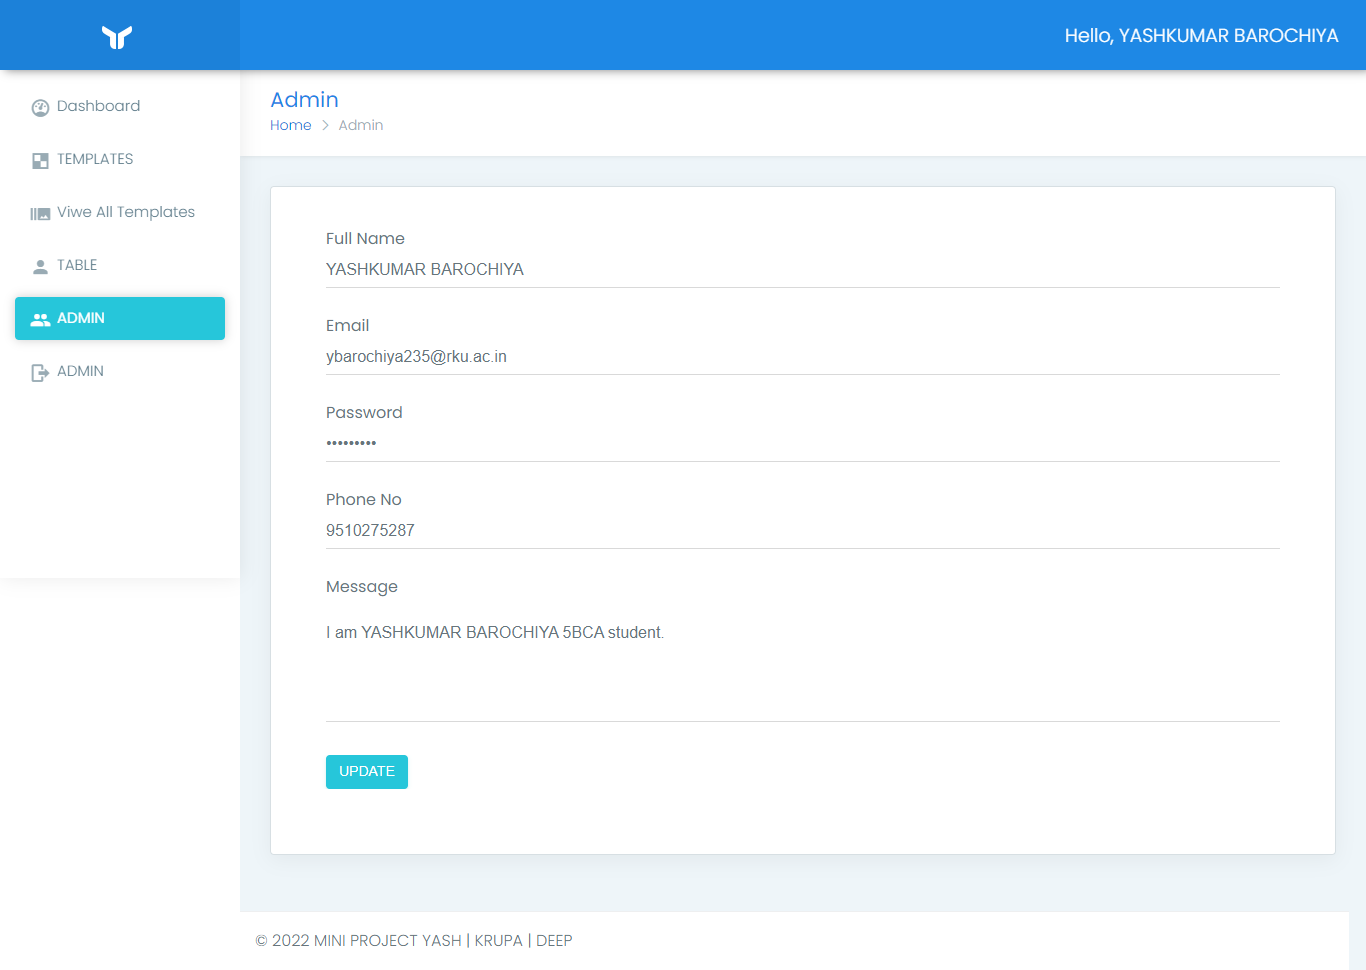 Hello, YASHKUMAR BAROCHIYA
Dashboard
TEMPLATES
Viwe All Templates
TABLE
ADMIN
ADMIN
Admin
Home > Admin
Full Name
YASHKUMAR BAROCHIYA
Email
ybarochiya235@rku.ac.in
Password
•••••••••
Phone No
9510275287
Message
I am YASHKUMAR BAROCHIYA 5BCA student.
UPDATE
© 2022 MINI PROJECT YASH | KRUPA | DEEP